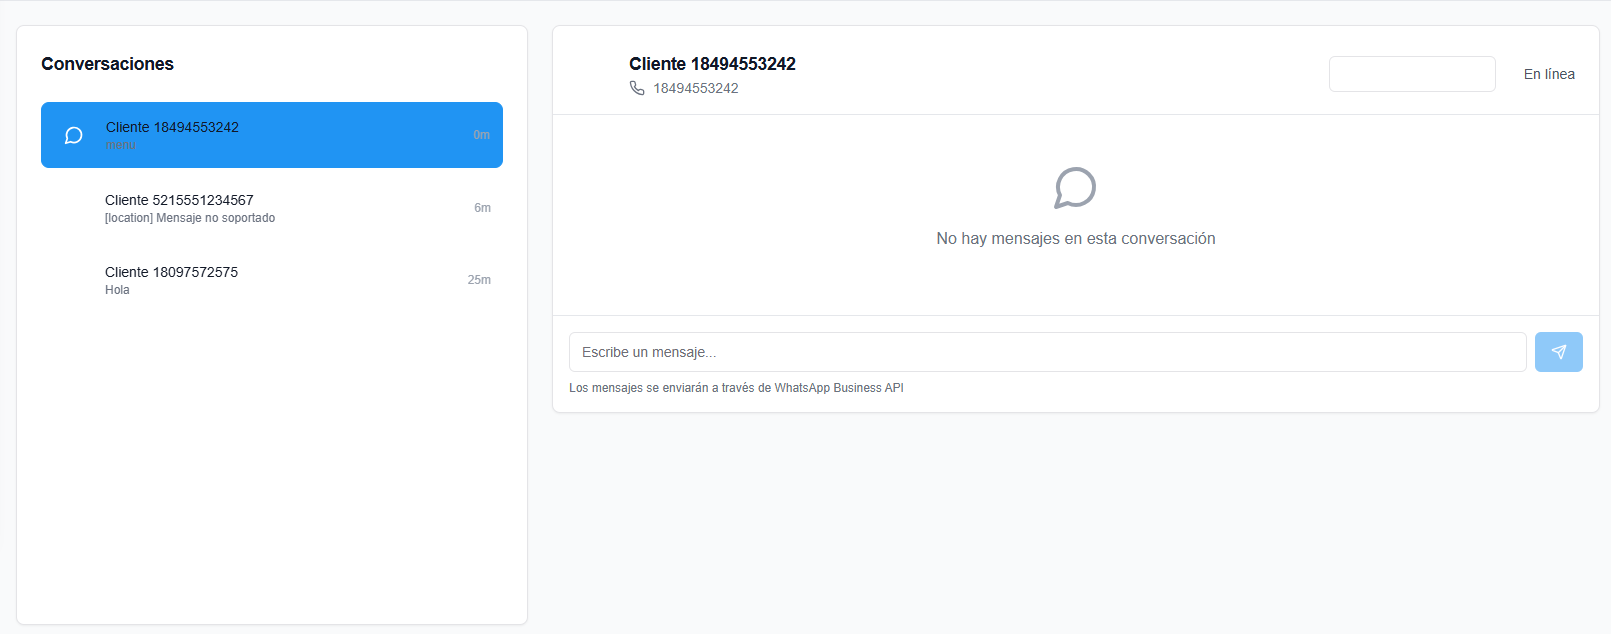 Conversaciones
Cliente 18494553242
menu
0m
Cliente 5215551234567
[location] Mensaje no soportado
6m
Cliente 18097572575
Hola
25m
Cliente 18494553242
18494553242
En línea
No hay mensajes en esta conversación
Escribe un mensaje...
Los mensajes se enviarán a través de WhatsApp Business API